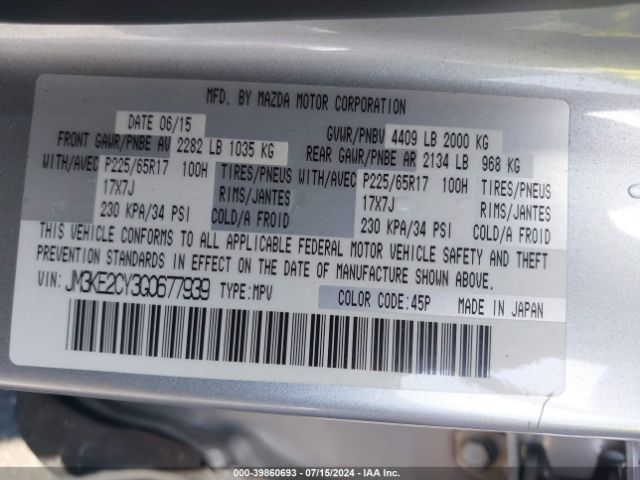 MFD. BY MAZDA MOTOR CORPORATION
DATE 06/15 GVWR/PNBV 4409 LB 2000 KG
FRONT GAWR/PNBE AV 2282 LB 1035 KG REAR GAWR/PNBE AR 2134 LB 968 KG
WITH/AVEC P225/65R17 100H TIRES/PNEUS WITH/AVEC P225/65R17 100H TIRES/PNEUS
17X7J RIMS/JANTES 17X7J RIMS/JANTES
230 KPA/34 PSI COLD/A FROID 230 KPA/34 PSI COLD/A FROID
THIS VEHICLE CONFORMS TO ALL APPLICABLE FEDERAL MOTOR VEHICLE SAFETY AND THEFT
PREVENTION STANDARDS IN EFFECT ON THE DATE OF MANUFACTURE SHOWN ABOVE.
VIN: JM3KE2CY3G0677939 TYPE:MPV COLOR CODE:45P MADE IN JAPAN
000-39860693 - 07/15/2024 - IAA Inc.